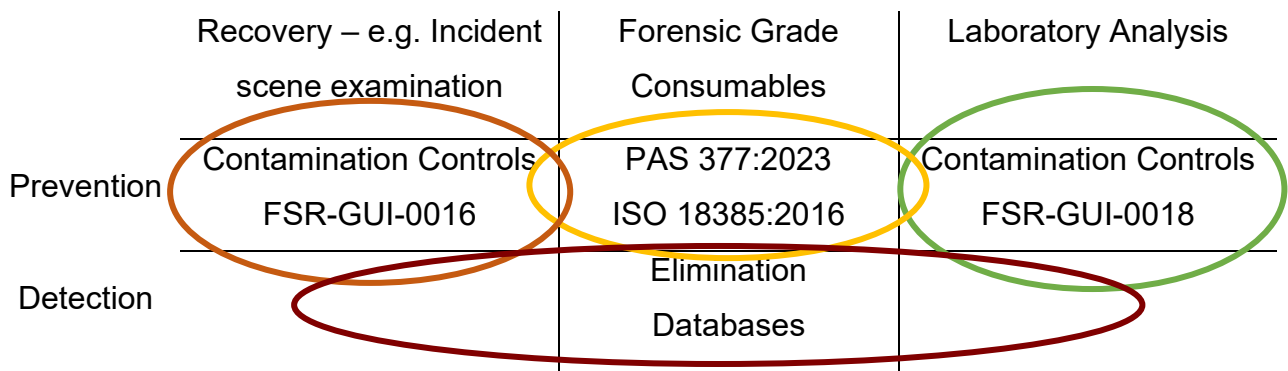 Recovery – e.g. Incident
scene examination
Forensic Grade
Consumables
Laboratory Analysis
Prevention
Contamination Controls
FSR-GUI-0016
PAS 377:2023
ISO 18385:2016
Contamination Controls
FSR-GUI-0018
Detection
Elimination
Databases